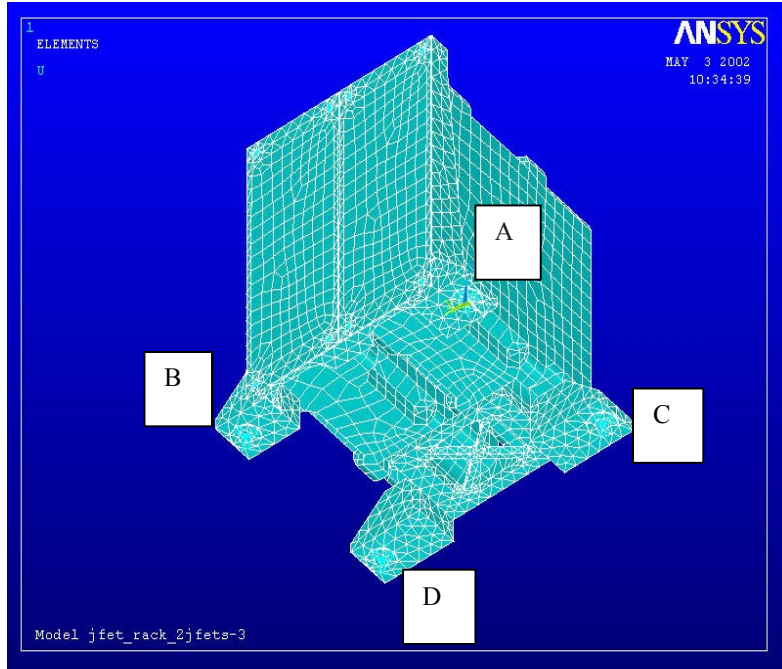 1
ELEMENTS
U
ANSYS
MAY 3 2002
10:34:39
A
B
C
D
Model jfet_rack_2jfets-3